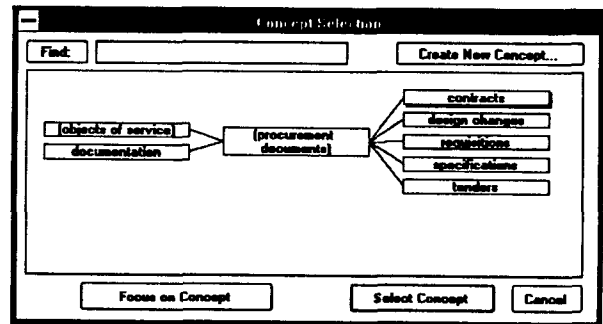 Concept Selection
Find:
Create New Concept...
contracts
[objects of service]
design changes
[procurement
documents]
requisitions
documentation
specifications
tenders
Focus on Concept
Select Concept
Cancel